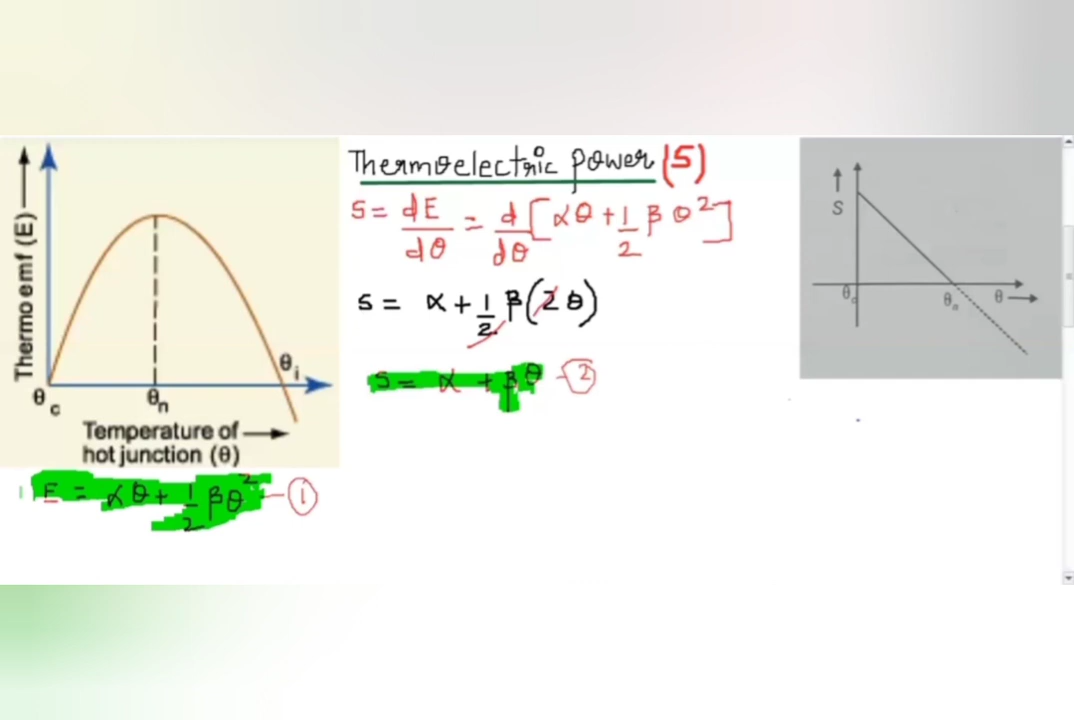 Thermo emf (E)
θc
θn
θi
Temperature of
hot junction (θ)
E = αθ + 1/2 βθ² - ①
Thermoelectric power (S)
S = dE/dθ = d/dθ [αθ + 1/2 βθ²]
S = α + 1/2 β(2θ)
S = α + βθ - ②
S
θc
θn
θ